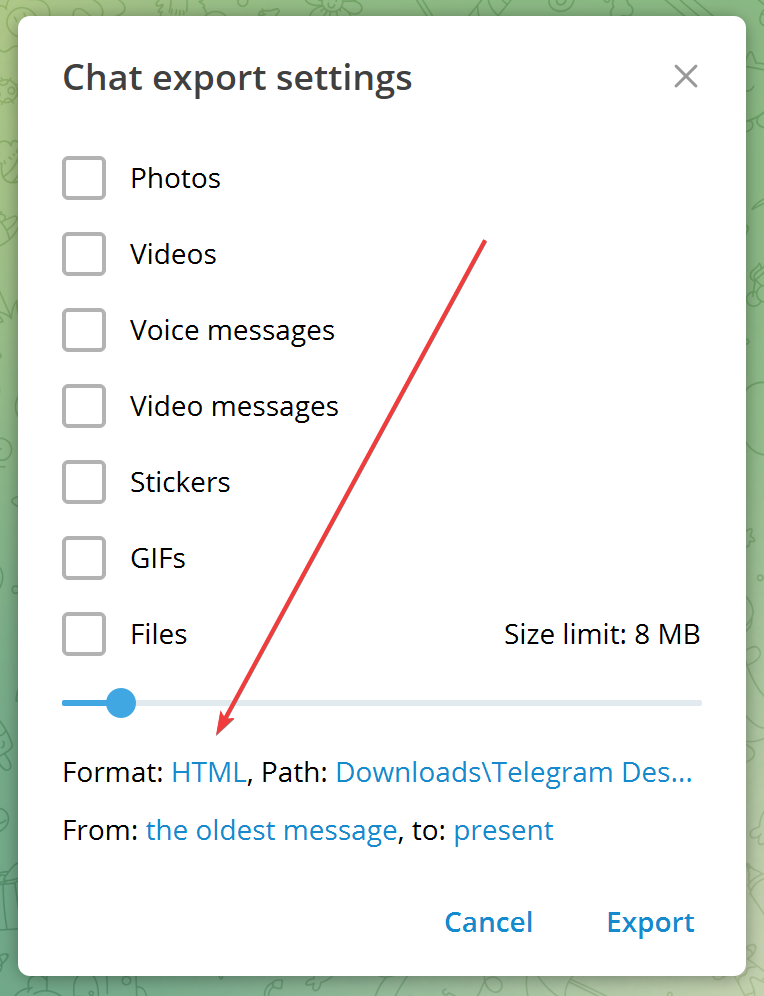 Chat export settings
Photos
Videos
Voice messages
Video messages
Stickers
GIFs
Files Size limit: 8 MB
Format: HTML, Path: Downloads\Telegram Des...
From: the oldest message, to: present
Cancel Export